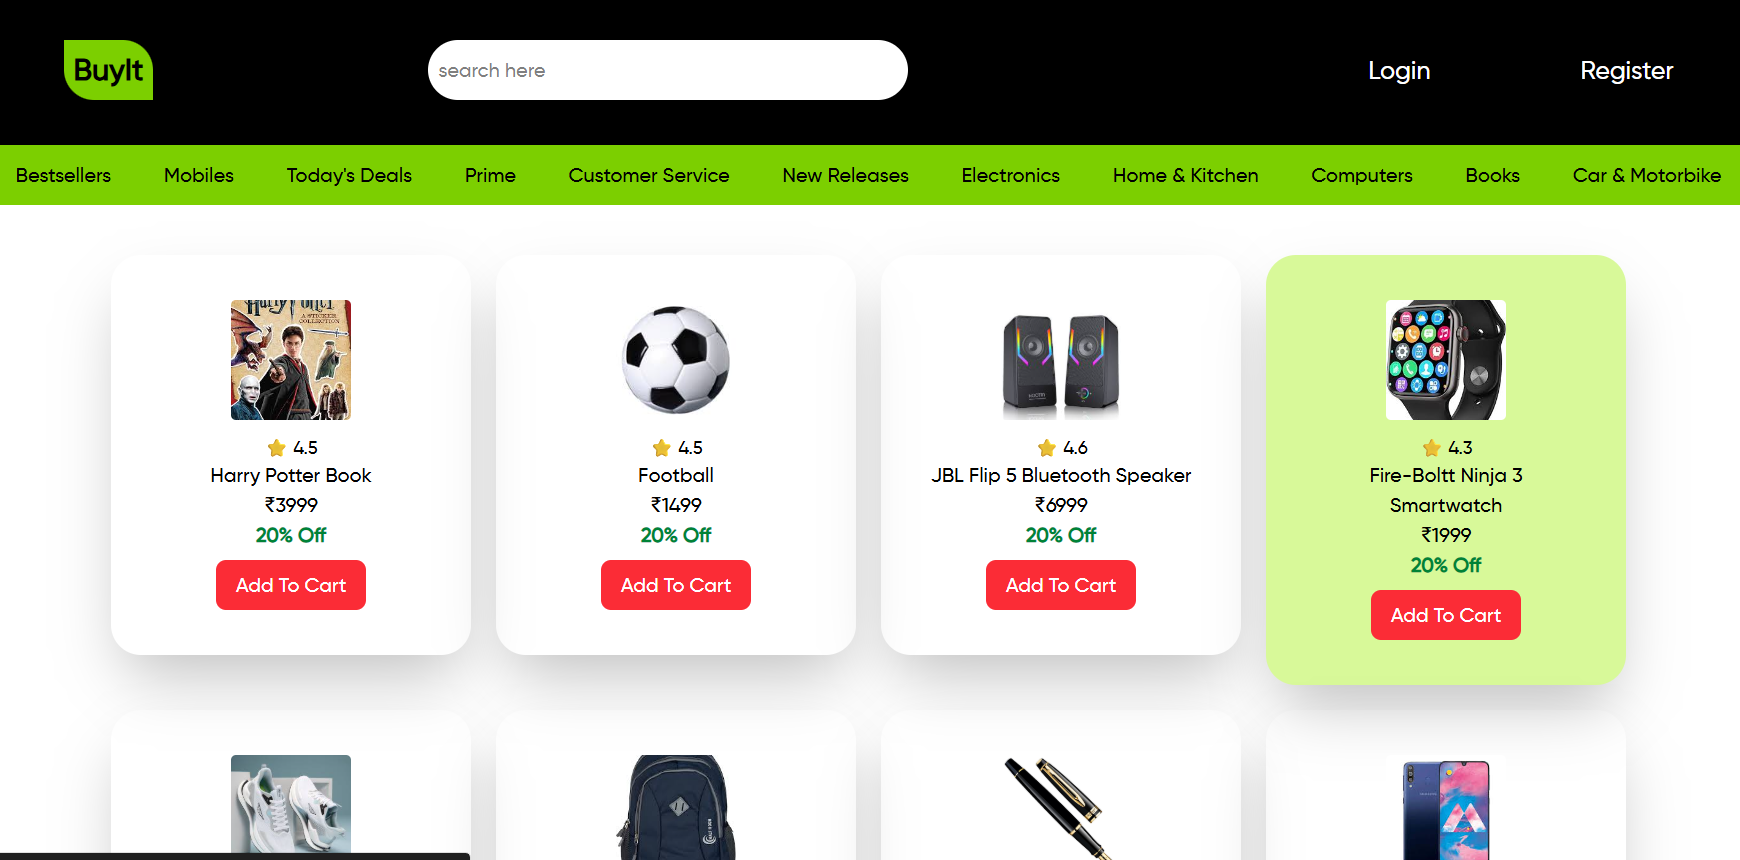 BuyIt
search here
Login
Register
Bestsellers
Mobiles
Today's Deals
Prime
Customer Service
New Releases
Electronics
Home & Kitchen
Computers
Books
Car & Motorbike
Harry Potter
A STICKER
COLLECTION
4.5
Harry Potter Book
₹3999
20% Off
Add To Cart
4.5
Football
₹1499
20% Off
Add To Cart
4.6
JBL Flip 5 Bluetooth Speaker
₹6999
20% Off
Add To Cart
4.3
Fire-Boltt Ninja 3
Smartwatch
₹1999
20% Off
Add To Cart